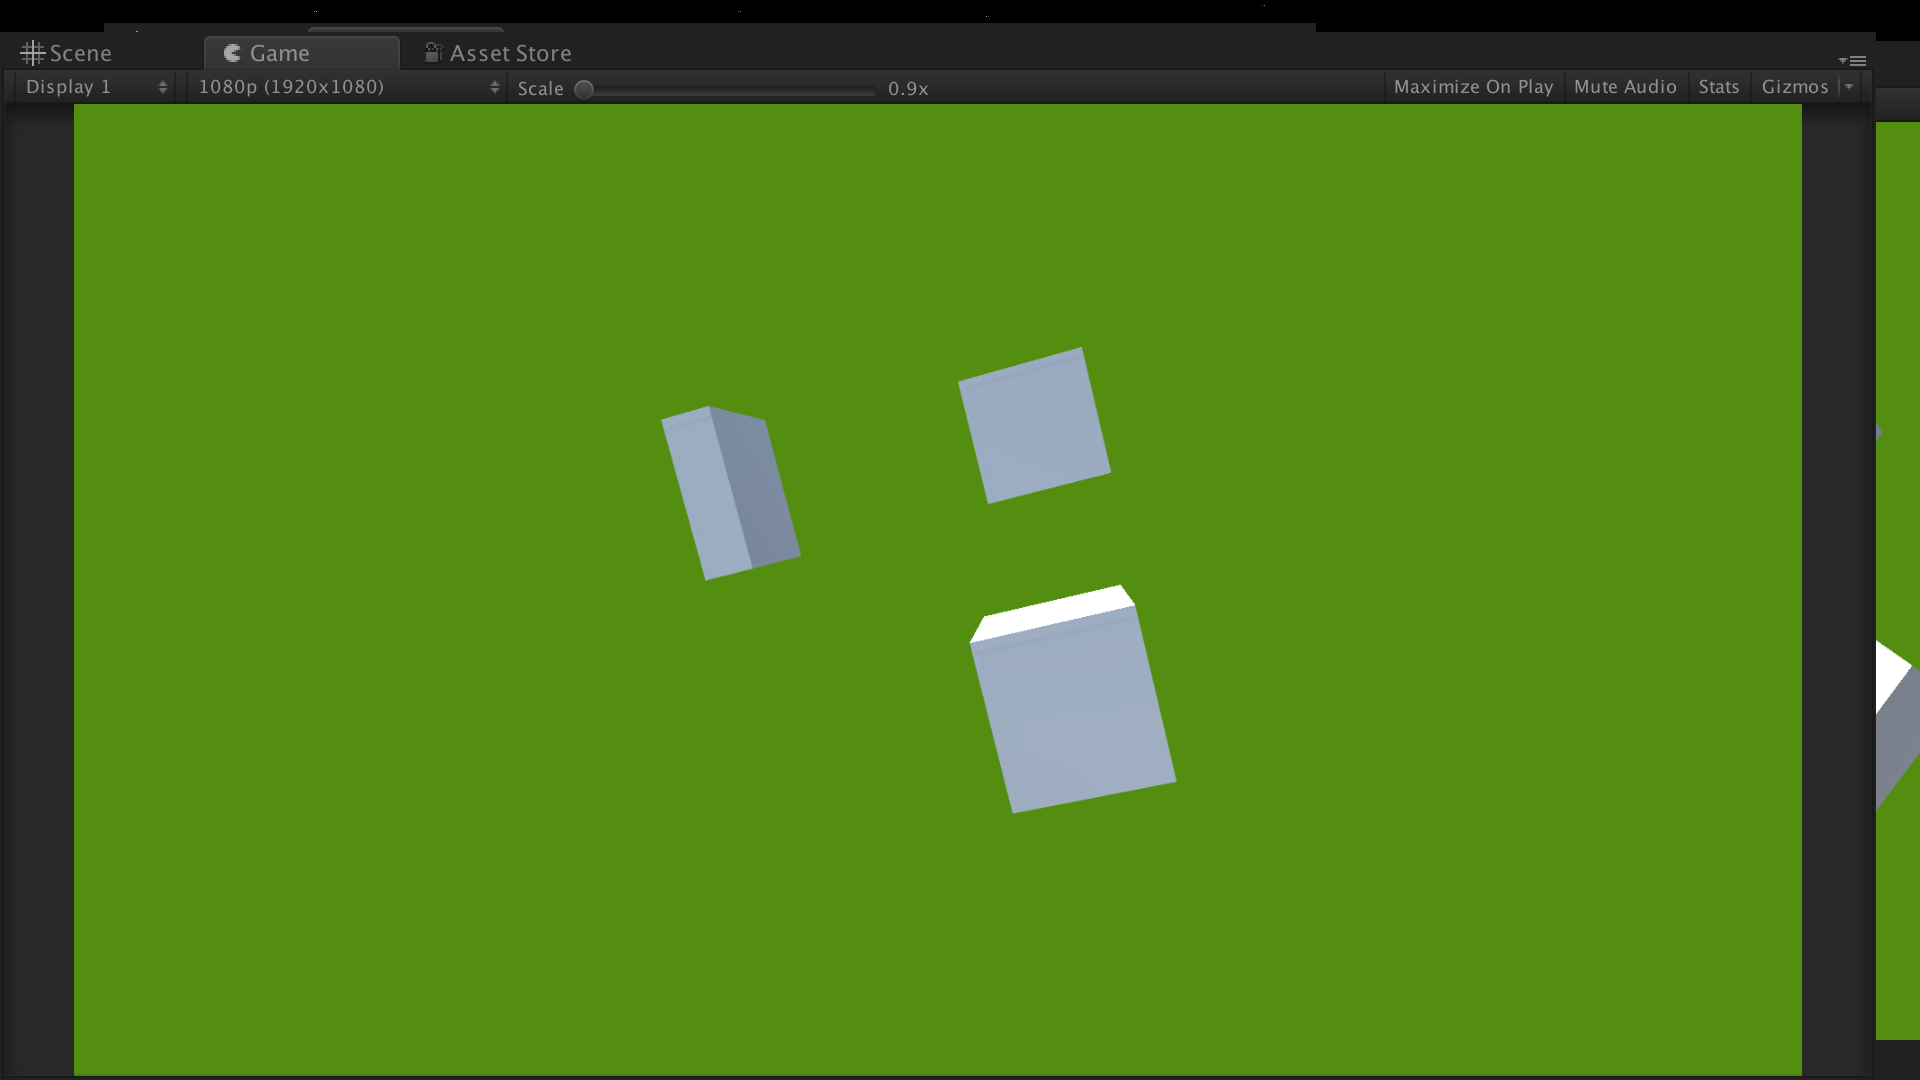 Scene Game Asset Store
Display 1 1080p (1920x1080) Scale 0.9x Maximize On Play Mute Audio Stats Gizmos